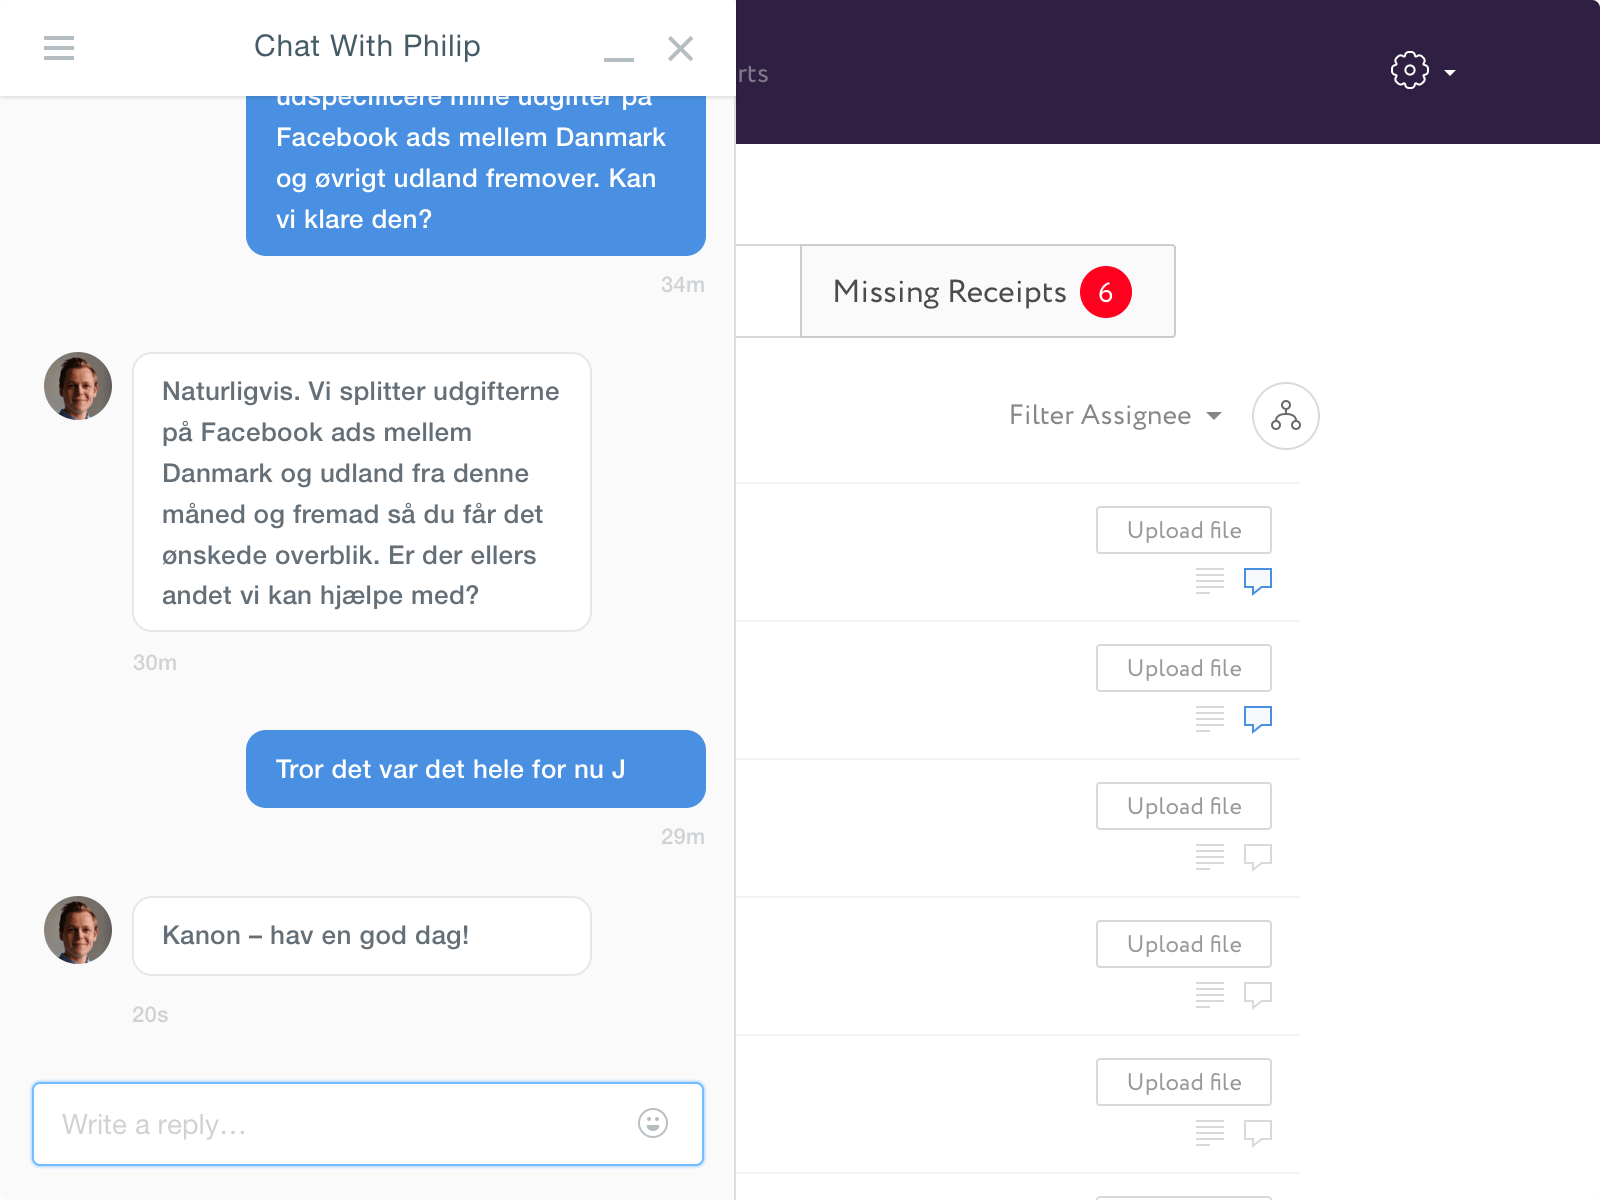 Chat With Philip
udspecificere mine udgifter på
Facebook ads mellem Danmark
og øvrigt udland fremover. Kan
vi klare den?
34m
Naturligvis. Vi splitter udgifterne
på Facebook ads mellem
Danmark og udland fra denne
måned og fremad så du får det
ønskede overblik. Er der ellers
andet vi kan hjælpe med?
30m
Tror det var det hele for nu J
29m
Kanon – hav en god dag!
20s
Write a reply...
rts
Missing Receipts 6
Filter Assignee
Upload file
Upload file
Upload file
Upload file
Upload file